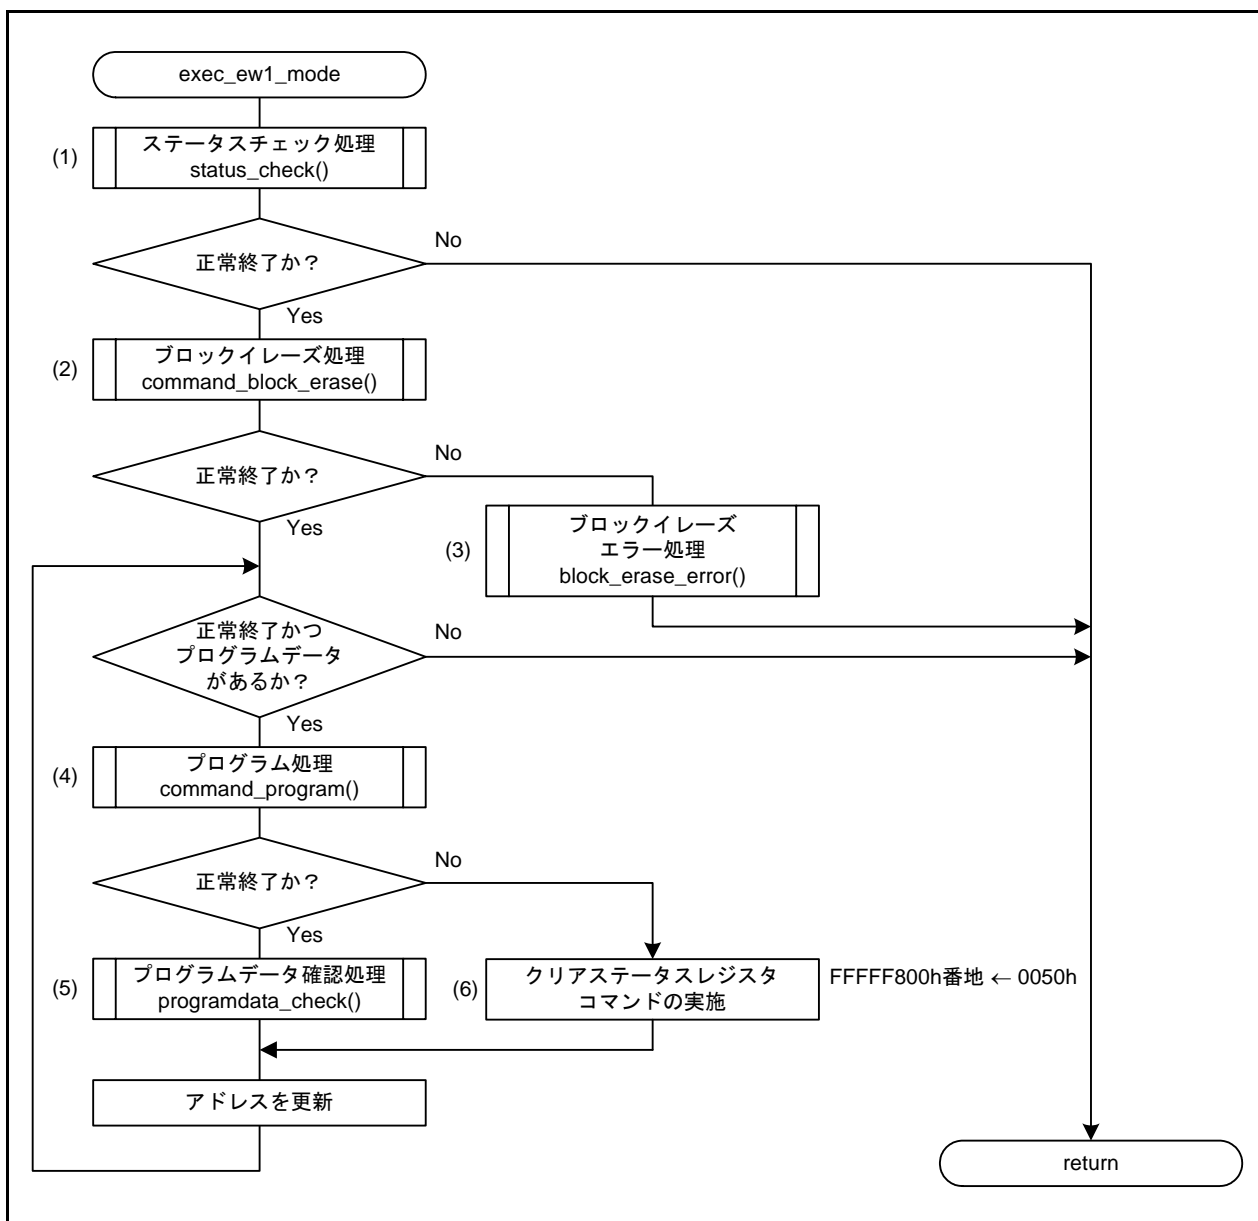 exec_ew1_mode
(1)
ステータスチェック処理
status_check()
No
正常終了か？
Yes
(2)
ブロックイレーズ処理
command_block_erase()
No
正常終了か？
Yes
(3)
ブロックイレーズ
エラー処理
block_erase_error()
正常終了かつ
プログラムデータ
があるか？
No
Yes
(4)
プログラム処理
command_program()
No
正常終了か？
Yes
(5)
プログラムデータ確認処理
programdata_check()
(6)
クリアステータスレジスタ
コマンドの実施
FFFFF800h番地 ← 0050h
アドレスを更新
return